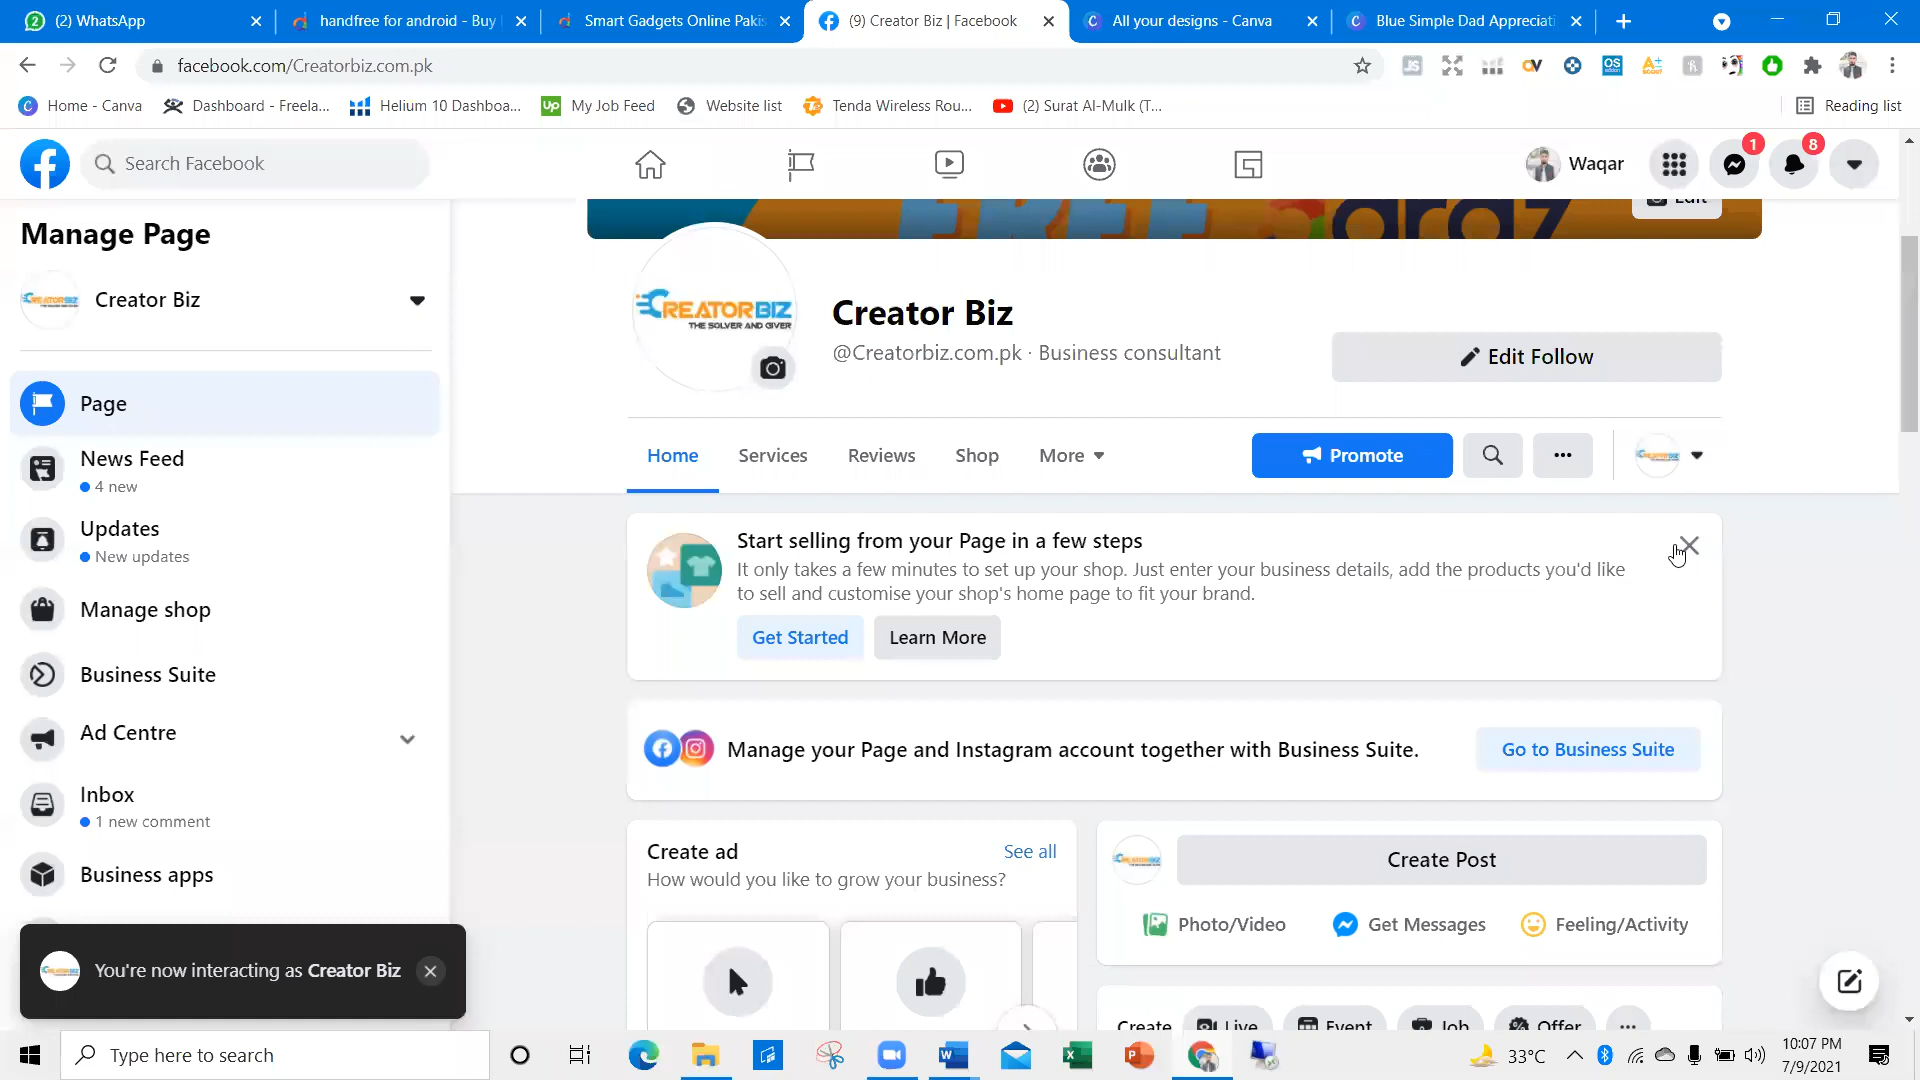 (2) WhatsApp
handfree for android - Buy
Smart Gadgets Online Pakis
(9) Creator Biz | Facebook
All your designs - Canva
Blue Simple Dad Appreciati
facebook.com/Creatorbiz.com.pk
Home - Canva
Dashboard - Freela...
Helium 10 Dashboa...
Up
My Job Feed
Website list
Tenda Wireless Rou...
(2) Surat Al-Mulk (T...
Reading list
Search Facebook
Waqar
1
8
Manage Page
Creator Biz
Page
News Feed
4 new
Updates
New updates
Manage shop
Business Suite
Ad Centre
Inbox
1 new comment
Business apps
You're now interacting as Creator Biz
FREE
Edit
CREATORBIZ
THE SOLVER AND GIVER
Creator Biz
@Creatorbiz.com.pk · Business consultant
Edit Follow
Home
Services
Reviews
Shop
More
Promote
Start selling from your Page in a few steps
It only takes a few minutes to set up your shop. Just enter your business details, add the products you'd like
to sell and customise your shop's home page to fit your brand.
Get Started
Learn More
Manage your Page and Instagram account together with Business Suite.
Go to Business Suite
Create ad
See all
How would you like to grow your business?
Create Post
Photo/Video
Get Messages
Feeling/Activity
Create
Live
Event
Job
Offer
Type here to search
33°C
10:07 PM
7/9/2021